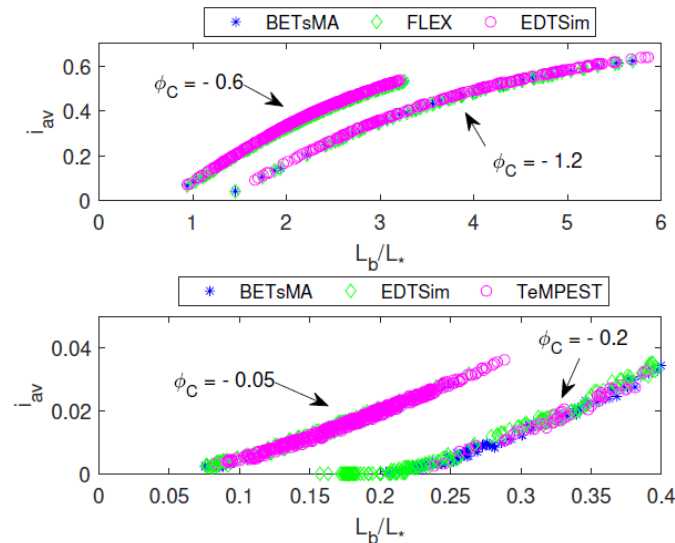 BETsMA FLEX EDTSim
0.6
0.4
0.2
0
i_av
ϕ_C = - 0.6
ϕ_C = - 1.2
0 1 2 3 4 5 6
L_b/L_*
BETsMA EDTSim TeMPEST
0.04
0.02
0
i_av
ϕ_C = - 0.05
ϕ_C = - 0.2
0 0.05 0.1 0.15 0.2 0.25 0.3 0.35 0.4
L_b/L_*